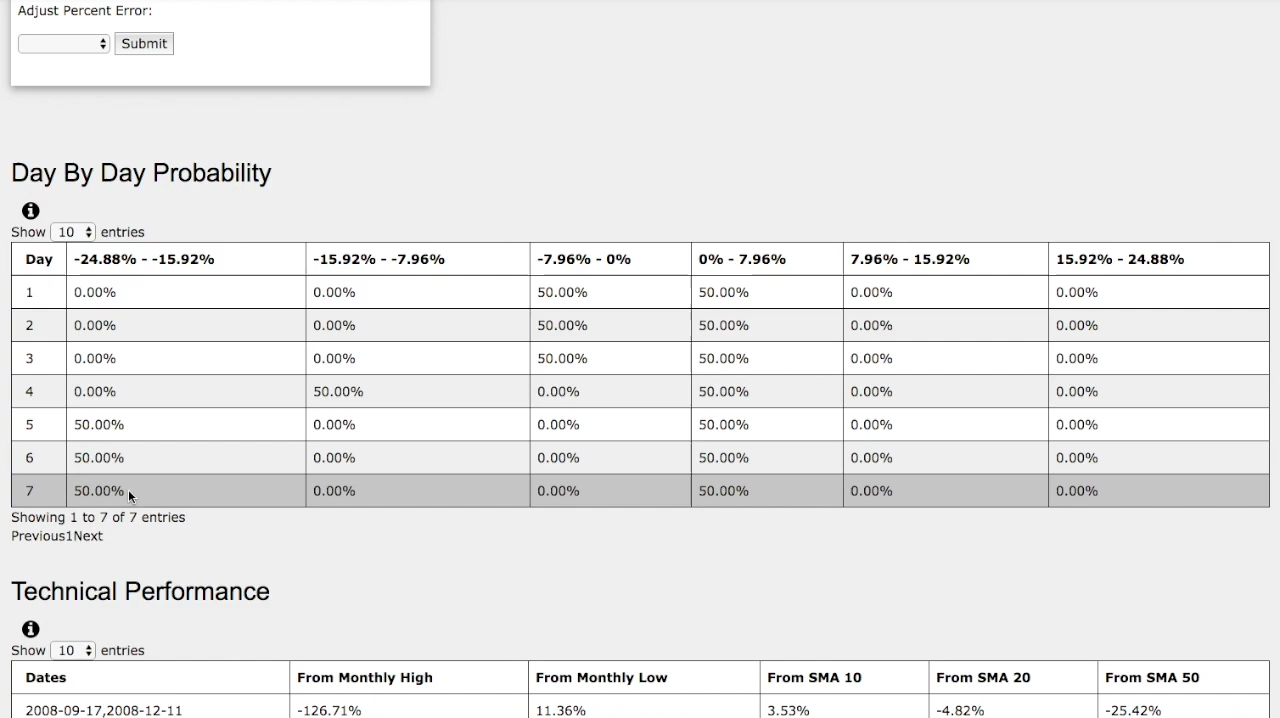 Adjust Percent Error:
Submit
Day By Day Probability
Show 10 entries
Day -24.88% - -15.92% -15.92% - -7.96% -7.96% - 0% 0% - 7.96% 7.96% - 15.92% 15.92% - 24.88%
1 0.00% 0.00% 50.00% 50.00% 0.00% 0.00%
2 0.00% 0.00% 50.00% 50.00% 0.00% 0.00%
3 0.00% 0.00% 50.00% 50.00% 0.00% 0.00%
4 0.00% 50.00% 0.00% 50.00% 0.00% 0.00%
5 50.00% 0.00% 0.00% 50.00% 0.00% 0.00%
6 50.00% 0.00% 0.00% 50.00% 0.00% 0.00%
7 50.00% 0.00% 0.00% 50.00% 0.00% 0.00%
Showing 1 to 7 of 7 entries
Previous1Next
Technical Performance
Show 10 entries
Dates From Monthly High From Monthly Low From SMA 10 From SMA 20 From SMA 50
2008-09-17,2008-12-11 -126.71% 11.36% 3.53% -4.82% -25.42%